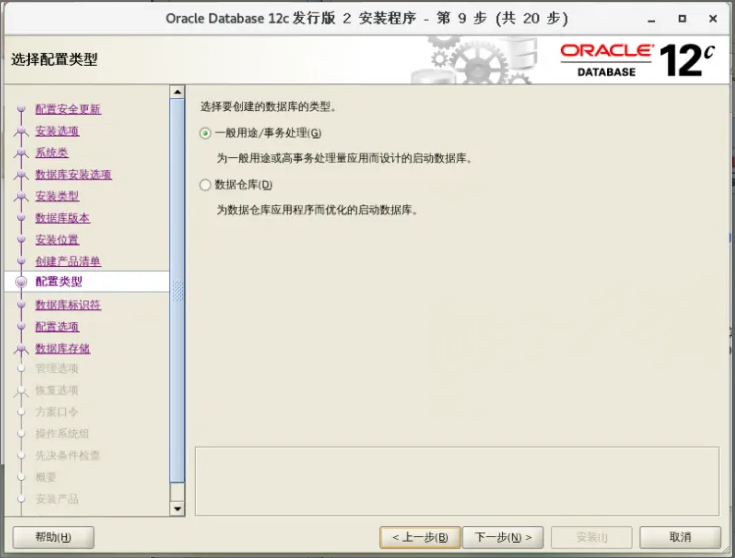 Oracle Database 12c 发行版 2 安装程序 - 第 9 步 (共 20 步)
选择配置类型
ORACLE
DATABASE
12c
配置安全更新
安装选项
系统类
数据库安装选项
安装类型
数据库版本
安装位置
创建产品清单
配置类型
数据库标识符
配置选项
数据库存储
管理选项
恢复选项
方案口令
操作系统组
先决条件检查
概要
安装产品
选择要创建的数据库的类型。
一般用途/事务处理(G)
为一般用途或高事务处理量应用而设计的启动数据库。
数据仓库(D)
为数据仓库应用程序而优化的启动数据库。
帮助(H)
< 上一步(B)
下一步(N) >
安装(I)
取消